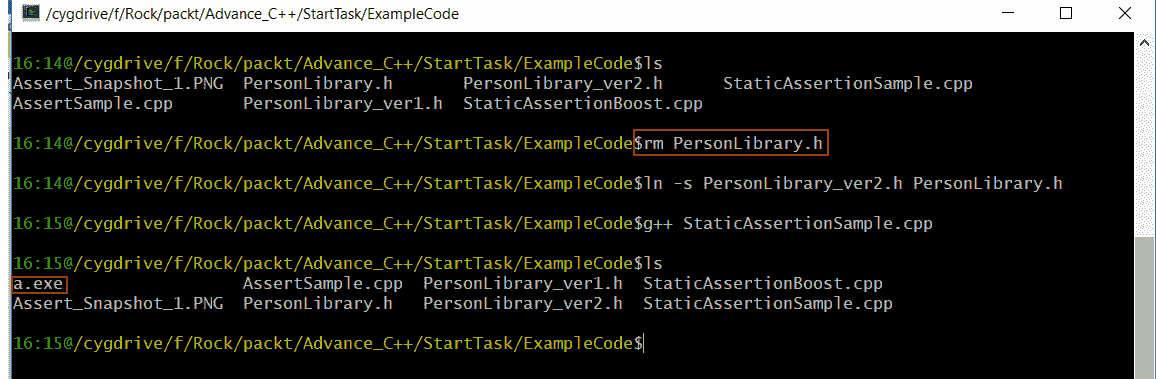 /cygdrive/f/Rock/packt/Advance_C++/StartTask/ExampleCode
16:14@/cygdrive/f/Rock/packt/Advance_C++/StartTask/ExampleCode$ls
Assert_Snapshot_1.PNG  PersonLibrary.h       PersonLibrary_ver2.h      StaticAssertionSample.cpp
AssertSample.cpp       PersonLibrary_ver1.h  StaticAssertionBoost.cpp
16:14@/cygdrive/f/Rock/packt/Advance_C++/StartTask/ExampleCode$rm PersonLibrary.h
16:14@/cygdrive/f/Rock/packt/Advance_C++/StartTask/ExampleCode$ln -s PersonLibrary_ver2.h PersonLibrary.h
16:15@/cygdrive/f/Rock/packt/Advance_C++/StartTask/ExampleCode$g++ StaticAssertionSample.cpp
16:15@/cygdrive/f/Rock/packt/Advance_C++/StartTask/ExampleCode$ls
a.exe                  AssertSample.cpp  PersonLibrary_ver1.h  StaticAssertionBoost.cpp
Assert_Snapshot_1.PNG  PersonLibrary.h   PersonLibrary_ver2.h  StaticAssertionSample.cpp
16:15@/cygdrive/f/Rock/packt/Advance_C++/StartTask/ExampleCode$